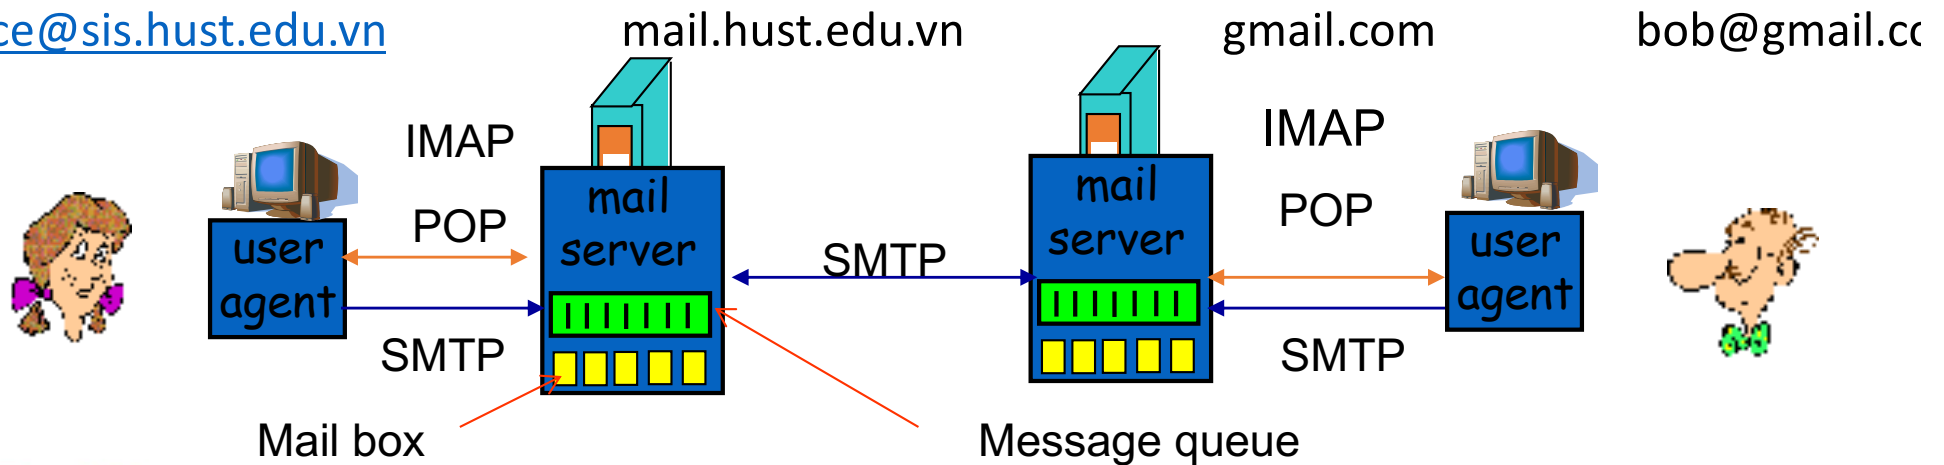 ce@sis.hust.edu.vn
mail.hust.edu.vn
gmail.com
bob@gmail.co
IMAP
POP
SMTP
user
agent
mail
server
SMTP
mail
server
IMAP
POP
SMTP
user
agent
Mail box
Message queue